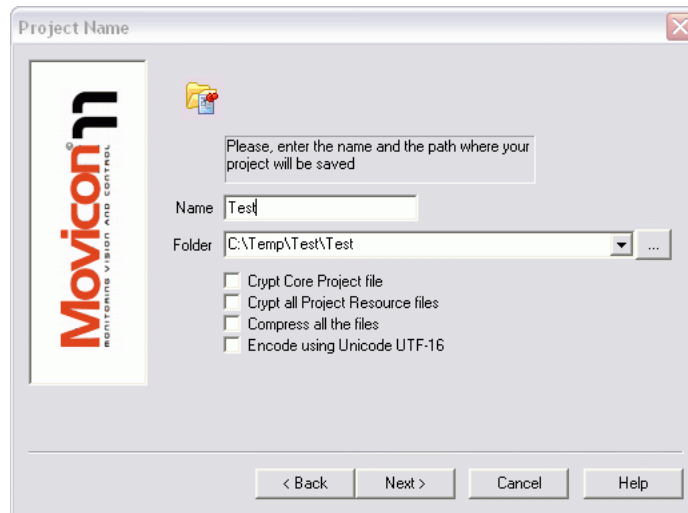 Project Name
Movicon 11
MONITORING VISION AND CONTROL
Please, enter the name and the path where your
project will be saved
Name Test
Folder C:\Temp\Test\Test ...
Crypt Core Project file
Crypt all Project Resource files
Compress all the files
Encode using Unicode UTF-16
< Back Next > Cancel Help